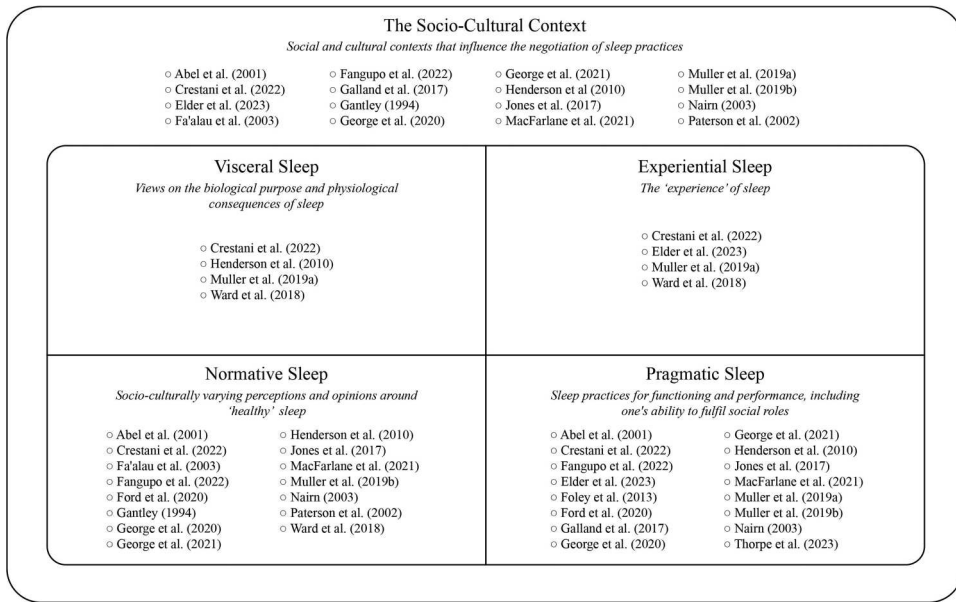 The Socio-Cultural Context
Social and cultural contexts that influence the negotiation of sleep practices
○ Abel et al. (2001)
○ Crestani et al. (2022)
○ Elder et al. (2023)
○ Fa'alau et al. (2003)
○ Fangupo et al. (2022)
○ Galland et al. (2017)
○ Gantley (1994)
○ George et al. (2020)
○ George et al. (2021)
○ Henderson et al (2010)
○ Jones et al. (2017)
○ MacFarlane et al. (2021)
○ Muller et al. (2019a)
○ Muller et al. (2019b)
○ Nairn (2003)
○ Paterson et al. (2002)
Visceral Sleep
Views on the biological purpose and physiological
consequences of sleep
○ Crestani et al. (2022)
○ Henderson et al. (2010)
○ Muller et al. (2019a)
○ Ward et al. (2018)
Experiential Sleep
The ‘experience’ of sleep
○ Crestani et al. (2022)
○ Elder et al. (2023)
○ Muller et al. (2019a)
○ Ward et al. (2018)
Normative Sleep
Socio-culturally varying perceptions and opinions around
‘healthy’ sleep
○ Abel et al. (2001)
○ Crestani et al. (2022)
○ Fa'alau et al. (2003)
○ Fangupo et al. (2022)
○ Ford et al. (2020)
○ Gantley (1994)
○ George et al. (2020)
○ George et al. (2021)
○ Henderson et al. (2010)
○ Jones et al. (2017)
○ MacFarlane et al. (2021)
○ Muller et al. (2019b)
○ Nairn (2003)
○ Paterson et al. (2002)
○ Ward et al. (2018)
Pragmatic Sleep
Sleep practices for functioning and performance, including
one's ability to fulfil social roles
○ Abel et al. (2001)
○ Crestani et al. (2022)
○ Fangupo et al. (2022)
○ Elder et al. (2023)
○ Foley et al. (2013)
○ Ford et al. (2020)
○ Galland et al. (2017)
○ George et al. (2020)
○ George et al. (2021)
○ Henderson et al. (2010)
○ Jones et al. (2017)
○ MacFarlane et al. (2021)
○ Muller et al. (2019a)
○ Muller et al. (2019b)
○ Nairn (2003)
○ Thorpe et al. (2023)